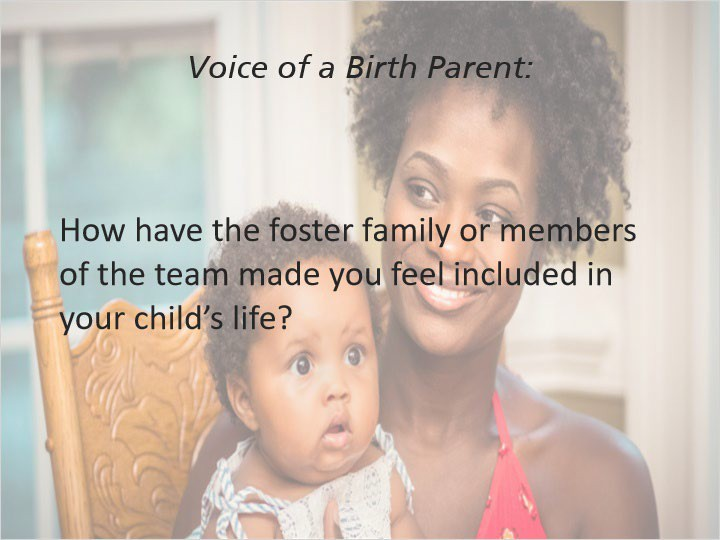 Voice of a Birth Parent:
How have the foster family or members
of the team made you feel included in
your child’s life?